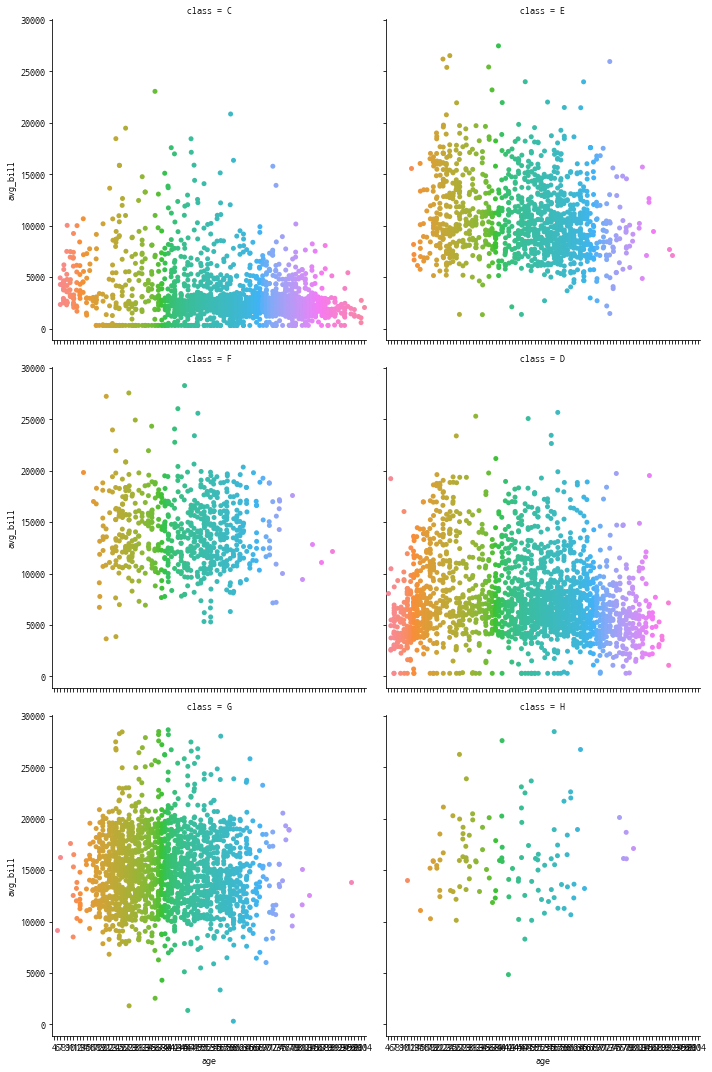 class = C
class = E
30000
25000
20000
15000
10000
5000
0
avg_bill
class = F
class = D
30000
25000
20000
15000
10000
5000
0
avg_bill
class = G
class = H
30000
25000
20000
15000
10000
5000
0
avg_bill
age
age